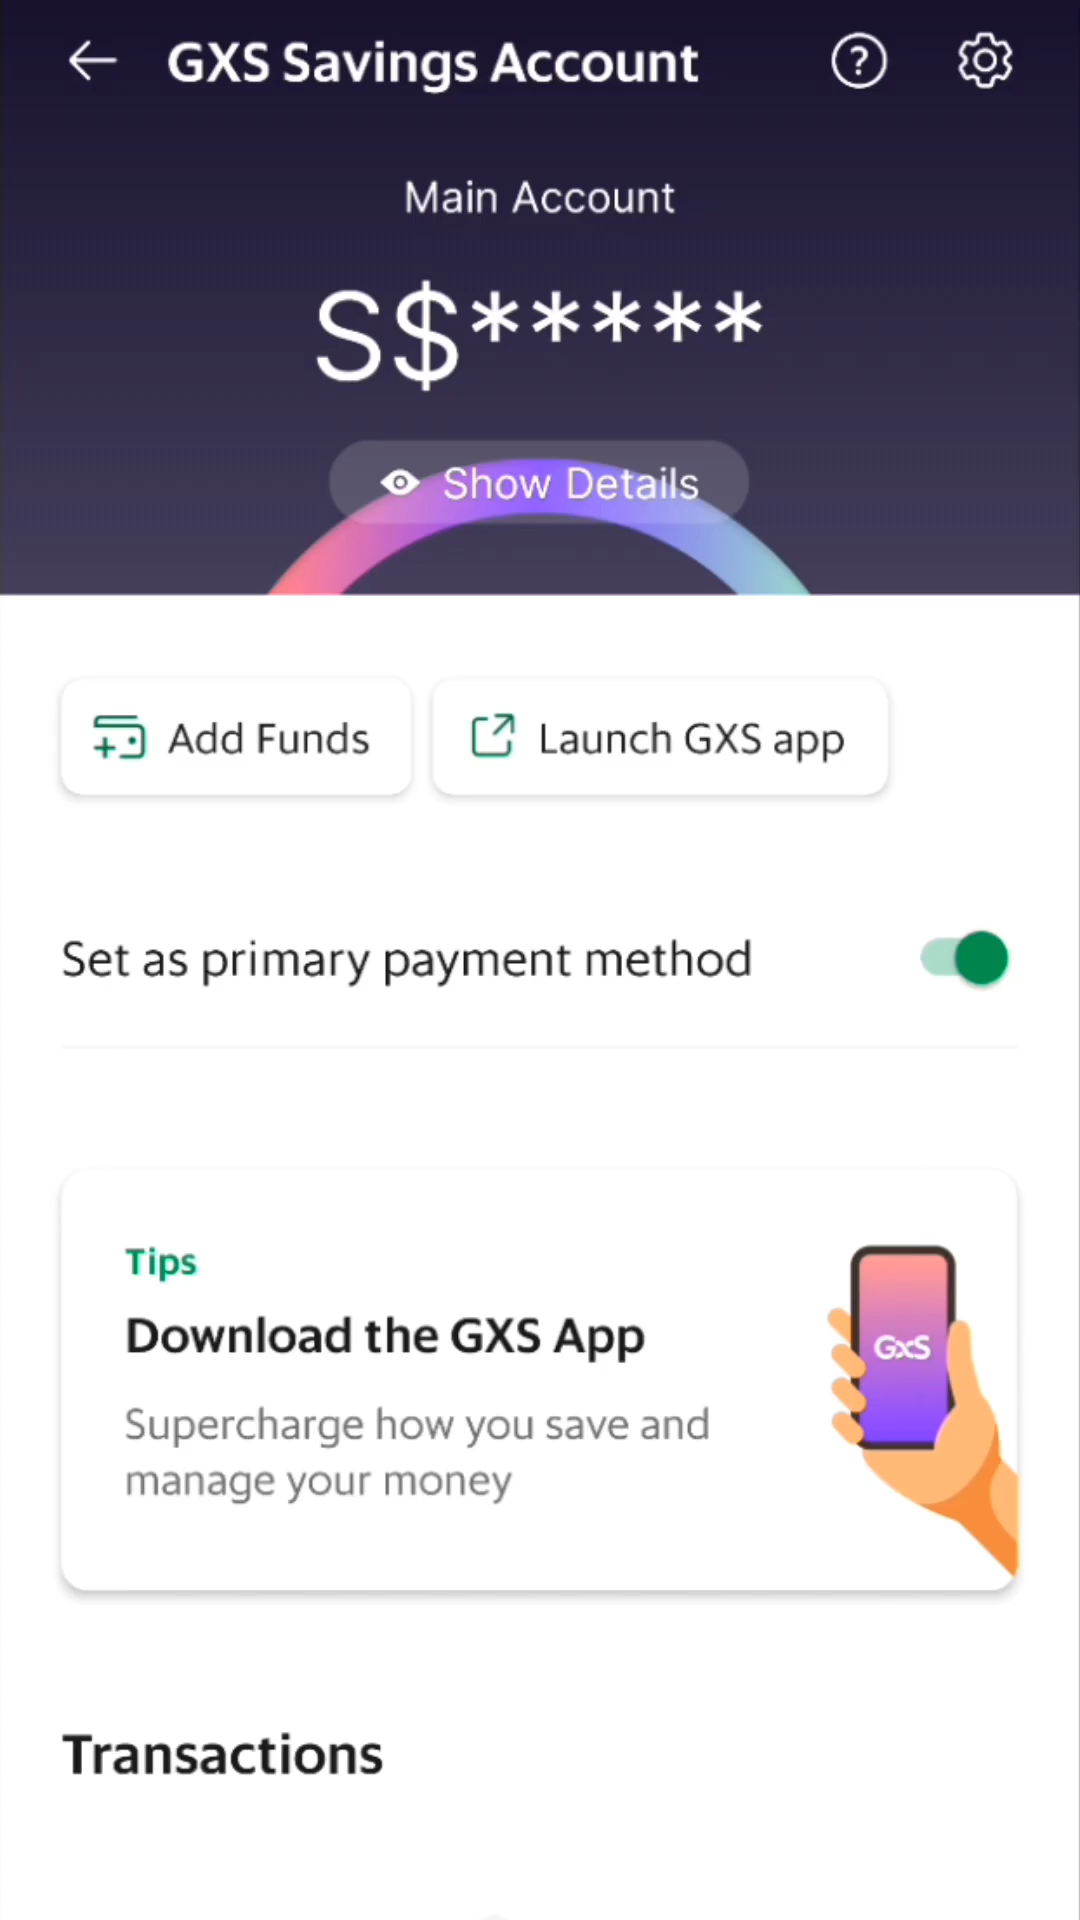 GXS Savings Account
Main Account
S$*****
Show Details
Add Funds
Launch GXS app
Set as primary payment method
Tips
Download the GXS App
Supercharge how you save and
manage your money
GXS
Transactions